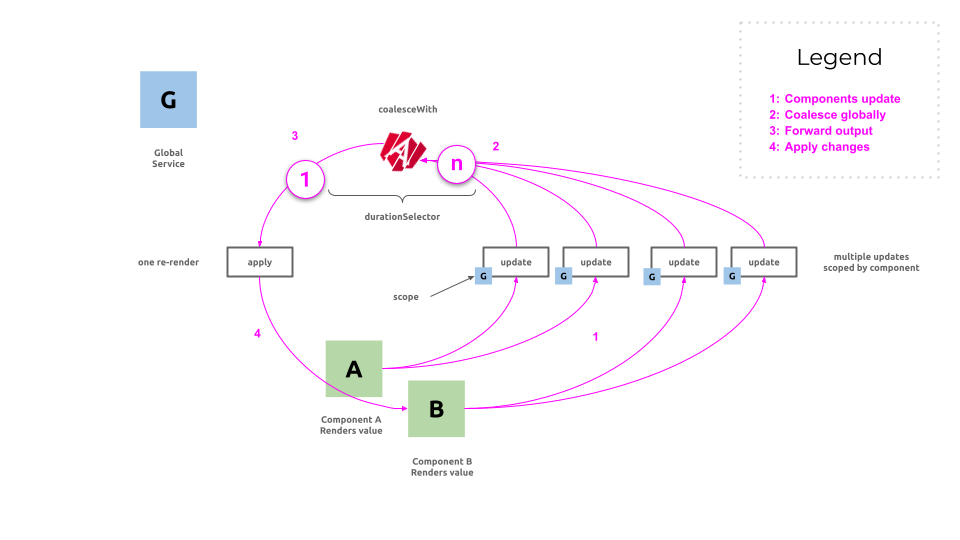 Legend
1: Components update
2: Coalesce globally
3: Forward output
4: Apply changes
G
Global
Service
coalesceWith
3
2
1
n
durationSelector
one re-render
apply
update
update
update
update
G
G
G
G
multiple updates
scoped by component
scope
4
1
A
Component A
Renders value
B
Component B
Renders value